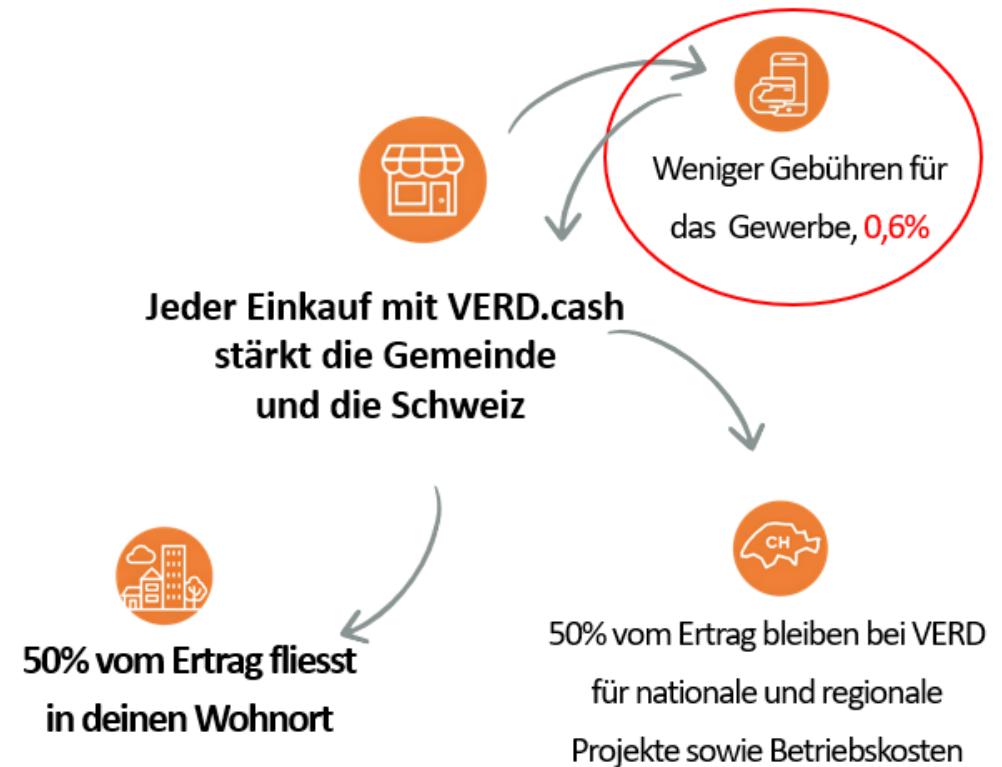 Weniger Gebühren für
das Gewerbe, 0,6%
Jeder Einkauf mit VERD.cash
stärkt die Gemeinde
und die Schweiz
CH
50% vom Ertrag fliesst
in deinen Wohnort
50% vom Ertrag bleiben bei VERD
für nationale und regionale
Projekte sowie Betriebskosten